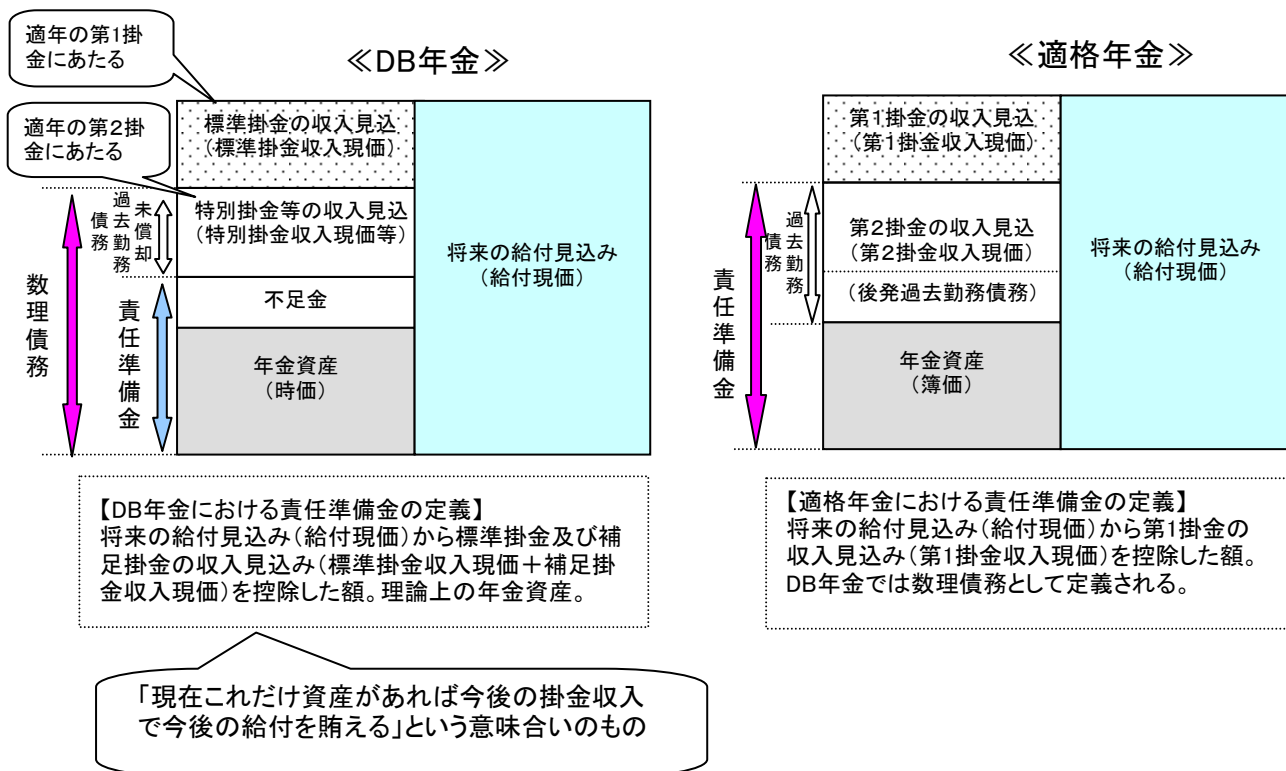 適年の第1掛
金にあたる
≪DB年金≫
≪適格年金≫
適年の第2掛
金にあたる
標準掛金の収入見込
(標準掛金収入現価)
特別掛金等の収入見込
(特別掛金収入現価等)
不足金
年金資産
(時価)
将来の給付見込み
(給付現価)
数理債務
過去勤務
債務
未償却
責任準備金
第1掛金の収入見込
(第1掛金収入現価)
第2掛金の収入見込
(第2掛金収入現価)
(後発過去勤務債務)
年金資産
(簿価)
将来の給付見込み
(給付現価)
責任準備金
過去勤務
債務
【DB年金における責任準備金の定義】
将来の給付見込み(給付現価)から標準掛金及び補
足掛金の収入見込み(標準掛金収入現価+補足掛
金収入現価)を控除した額。理論上の年金資産。
【適格年金における責任準備金の定義】
将来の給付見込み(給付現価)から第1掛金の
収入見込み(第1掛金収入現価)を控除した額。
DB年金では数理債務として定義される。
「現在これだけ資産があれば今後の掛金収入
で今後の給付を賄える」という意味合いのもの